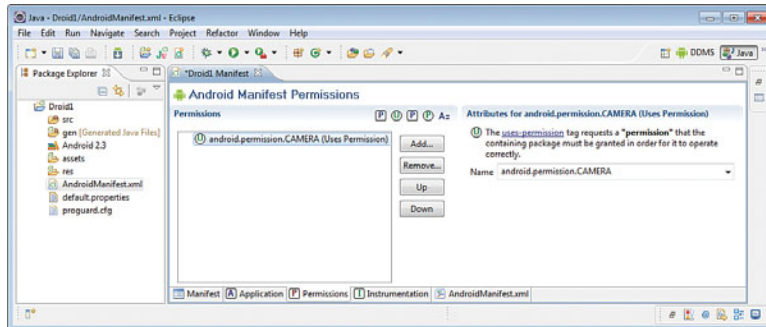 Java - Droid1/AndroidManifest.xml - Eclipse
File Edit Run Navigate Search Project Refactor Window Help
DDMS Java
Package Explorer
*Droid1 Manifest
Droid1
src
gen [Generated Java Files]
Android 2.3
assets
res
AndroidManifest.xml
default.properties
proguard.cfg
Android Manifest Permissions
Permissions
P U P P Az
U android.permission.CAMERA (Uses Permission)
Add...
Remove...
Up
Down
Attributes for android.permission.CAMERA (Uses Permission)
U The uses-permission tag requests a "permission" that the
containing package must be granted in order for it to operate
correctly.
Name android.permission.CAMERA
Manifest A Application P Permissions I Instrumentation AndroidManifest.xml